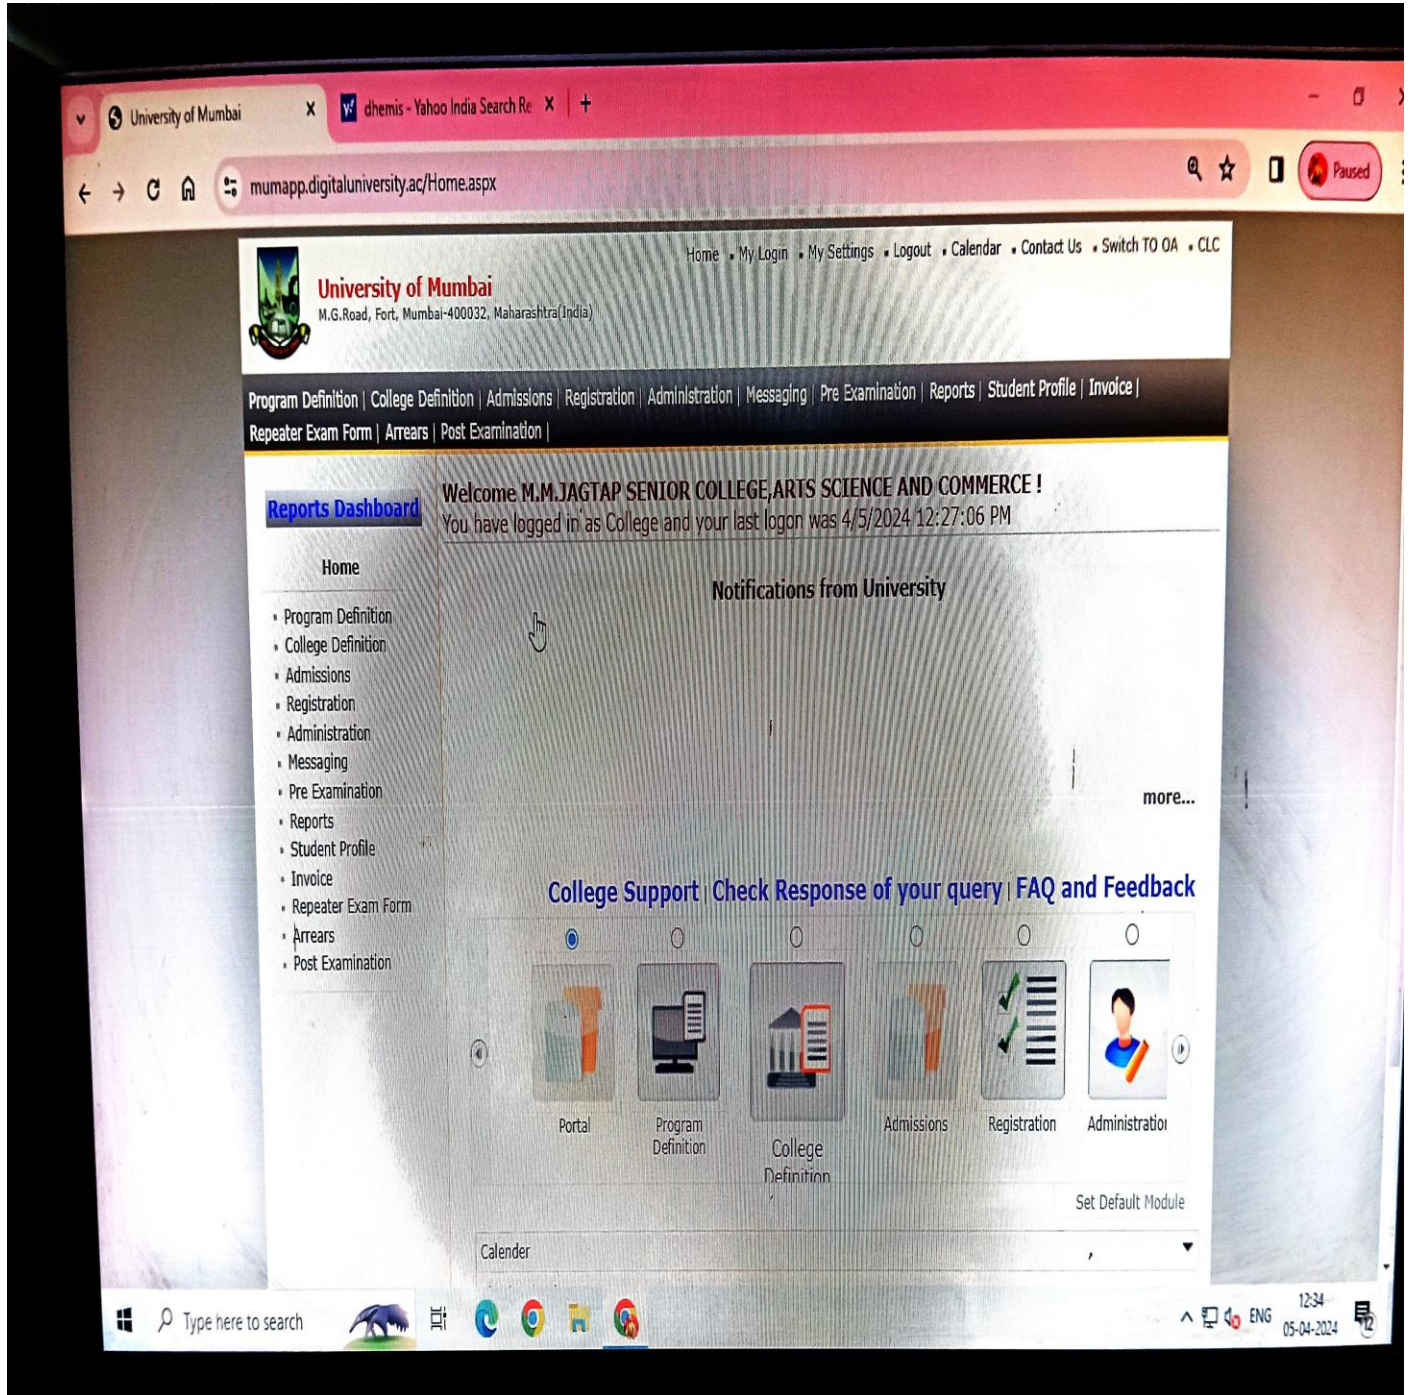 University of Mumbai
dhemis - Yahoo India Search Re
mumapp.digitaluniversity.ac/Home.aspx
Paused
Home • My Login • My Settings • Logout • Calendar • Contact Us • Switch TO OA • CLC
University of Mumbai
M.G.Road, Fort, Mumbai-400032, Maharashtra(India)
Program Definition | College Definition | Admissions | Registration | Administration | Messaging | Pre Examination | Reports | Student Profile | Invoice |
Repeater Exam Form | Arrears | Post Examination |
Reports Dashboard
Welcome M.M.JAGTAP SENIOR COLLEGE,ARTS SCIENCE AND COMMERCE !
You have logged in as College and your last logon was 4/5/2024 12:27:06 PM
Home
Program Definition
College Definition
Admissions
Registration
Administration
Messaging
Pre Examination
Reports
Student Profile
Invoice
Repeater Exam Form
Arrears
Post Examination
Notifications from University
more...
College Support | Check Response of your query | FAQ and Feedback
Portal
Program
Definition
College
Definition
Admissions
Registration
Administration
Set Default Module
Calender
Type here to search
ENG
12:34
05-04-2024
12